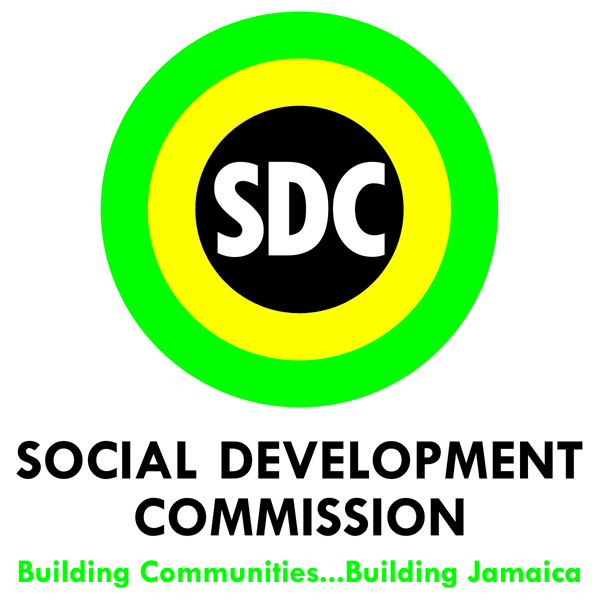 SDC
SOCIAL DEVELOPMENT
COMMISSION
Building Communities...Building Jamaica